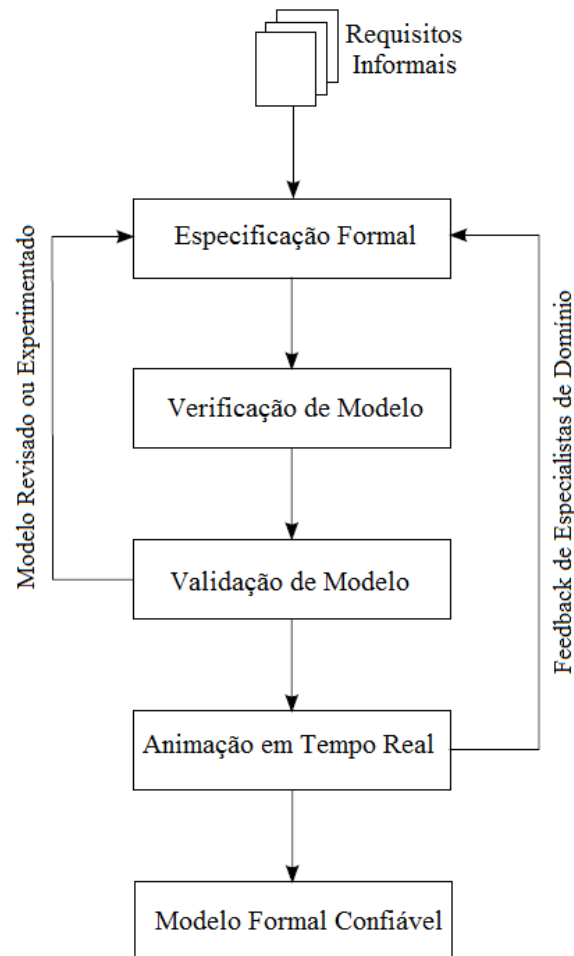 Requisitos
Informais
Especificação Formal
Modelo Revisado ou Experimentado
Feedback de Especialistas de Domínio
Verificação de Modelo
Validação de Modelo
Animação em Tempo Real
Modelo Formal Confiável